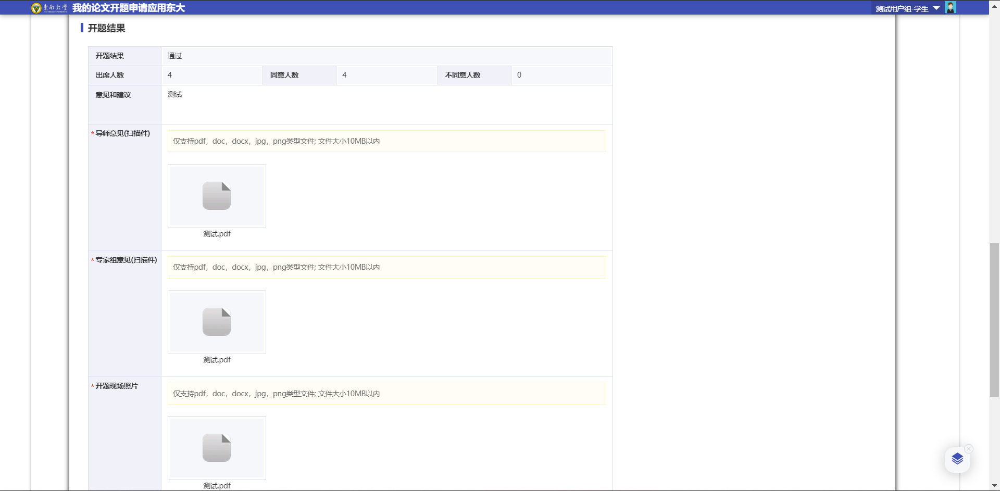 东南大学
SOUTHEAST UNIVERSITY
我的论文开题申请应用东大
测试用户组-学生
开题结果
开题结果 通过
出席人数 4 同意人数 4 不同意人数 0
意见和建议 测试
*导师意见(扫描件)
仅支持pdf，doc，docx，jpg，png类型文件; 文件大小10MB以内
测试.pdf
*专家组意见(扫描件)
仅支持pdf，doc，docx，jpg，png类型文件; 文件大小10MB以内
测试.pdf
*开题现场照片
仅支持pdf，doc，docx，jpg，png类型文件; 文件大小10MB以内
测试.pdf